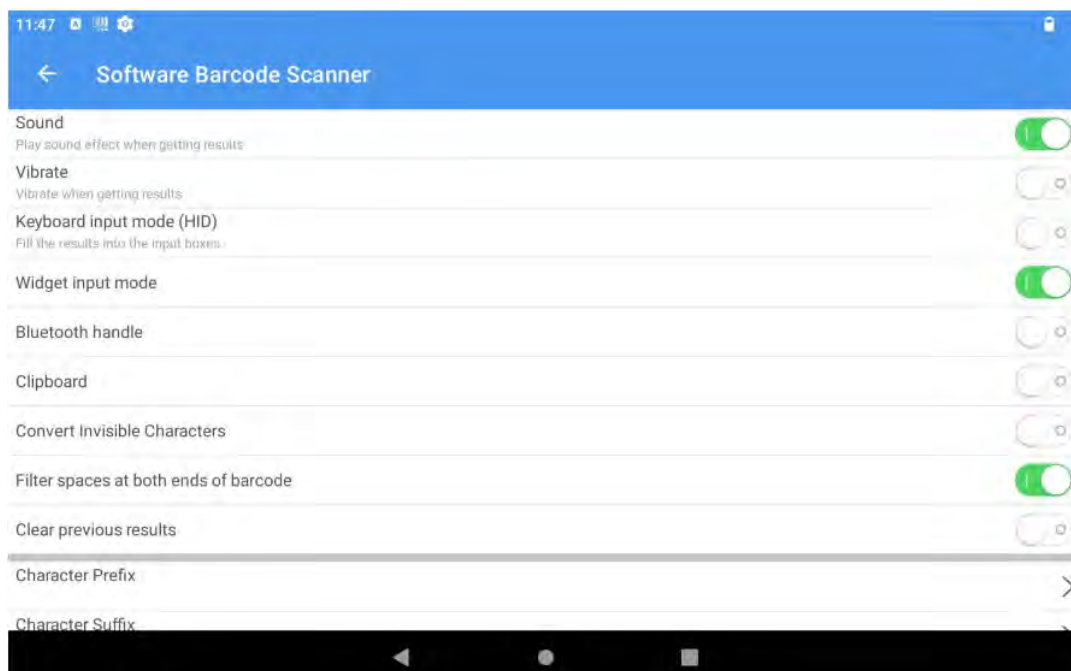 11:47
Software Barcode Scanner
Sound
Play sound effect when getting results
Vibrate
Vibrate when getting results
Keyboard input mode (HID)
Fill the results into the input boxes
Widget input mode
Bluetooth handle
Clipboard
Convert Invisible Characters
Filter spaces at both ends of barcode
Clear previous results
Character Prefix
Character Suffix